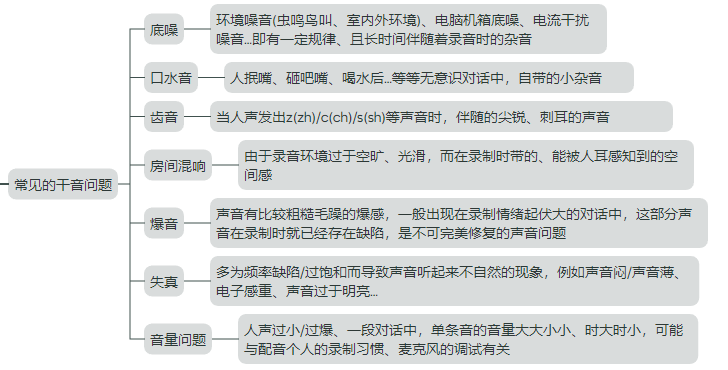 常见的干音问题
底噪
环境噪音(虫鸣鸟叫、室内外环境)、电脑机箱底噪、电流干扰
噪音...即有一定规律、且长时间伴随着录音时的杂音
口水音
人抿嘴、砸吧嘴、喝水后...等等无意识对话中，自带的小杂音
齿音
当人声发出z(zh)/c(ch)/s(sh)等声音时，伴随的尖锐、刺耳的声音
房间混响
由于录音环境过于空旷、光滑，而在录制时带的、能被人耳感知到的空
间感
爆音
声音有比较粗糙毛躁的爆感，一般出现在录制情绪起伏大的对话中，这部分声
音在录制时就已经存在缺陷，是不可完美修复的声音问题
失真
多为频率缺陷/过饱和而导致声音听起来不自然的现象，例如声音闷/声音薄、
电子感重、声音过于明亮...
音量问题
人声过小/过爆、一段对话中，单条音的音量大大小小、时大时小，可能
与配音个人的录制习惯、麦克风的调试有关